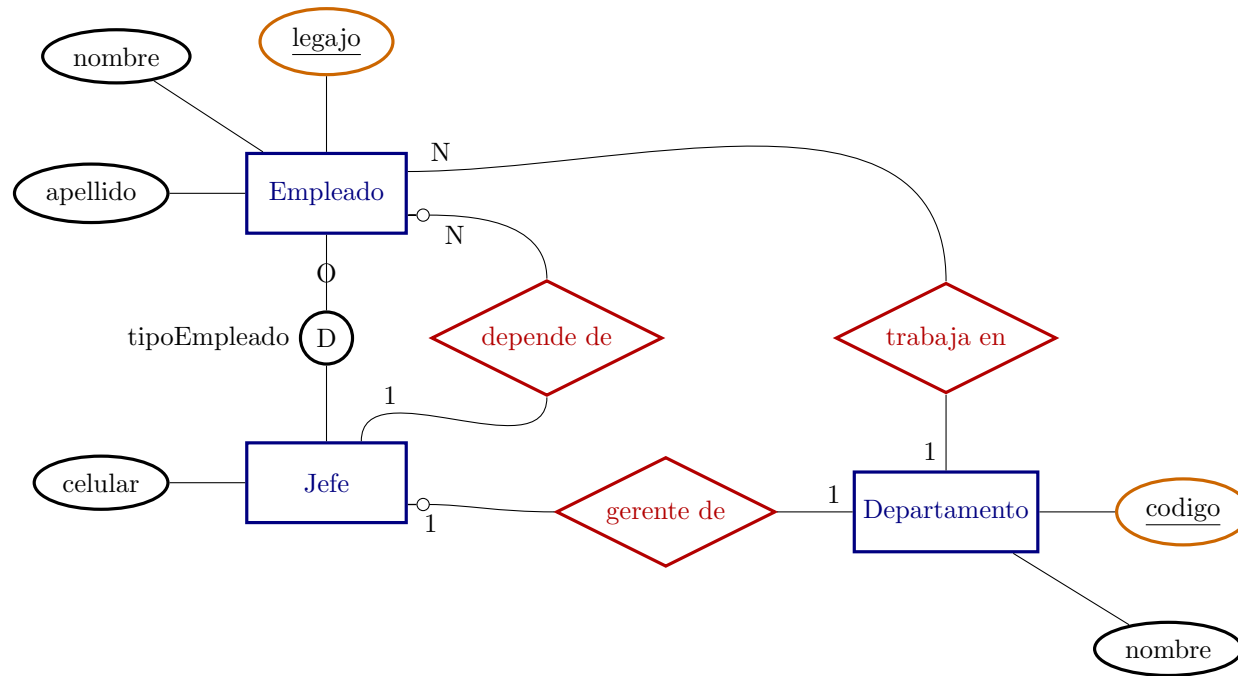 legajo
nombre
N
apellido
Empleado
N
O
tipoEmpleado
D
depende de
trabaja en
1
1
celular
Jefe
1
gerente de
1
Departamento
codigo
nombre